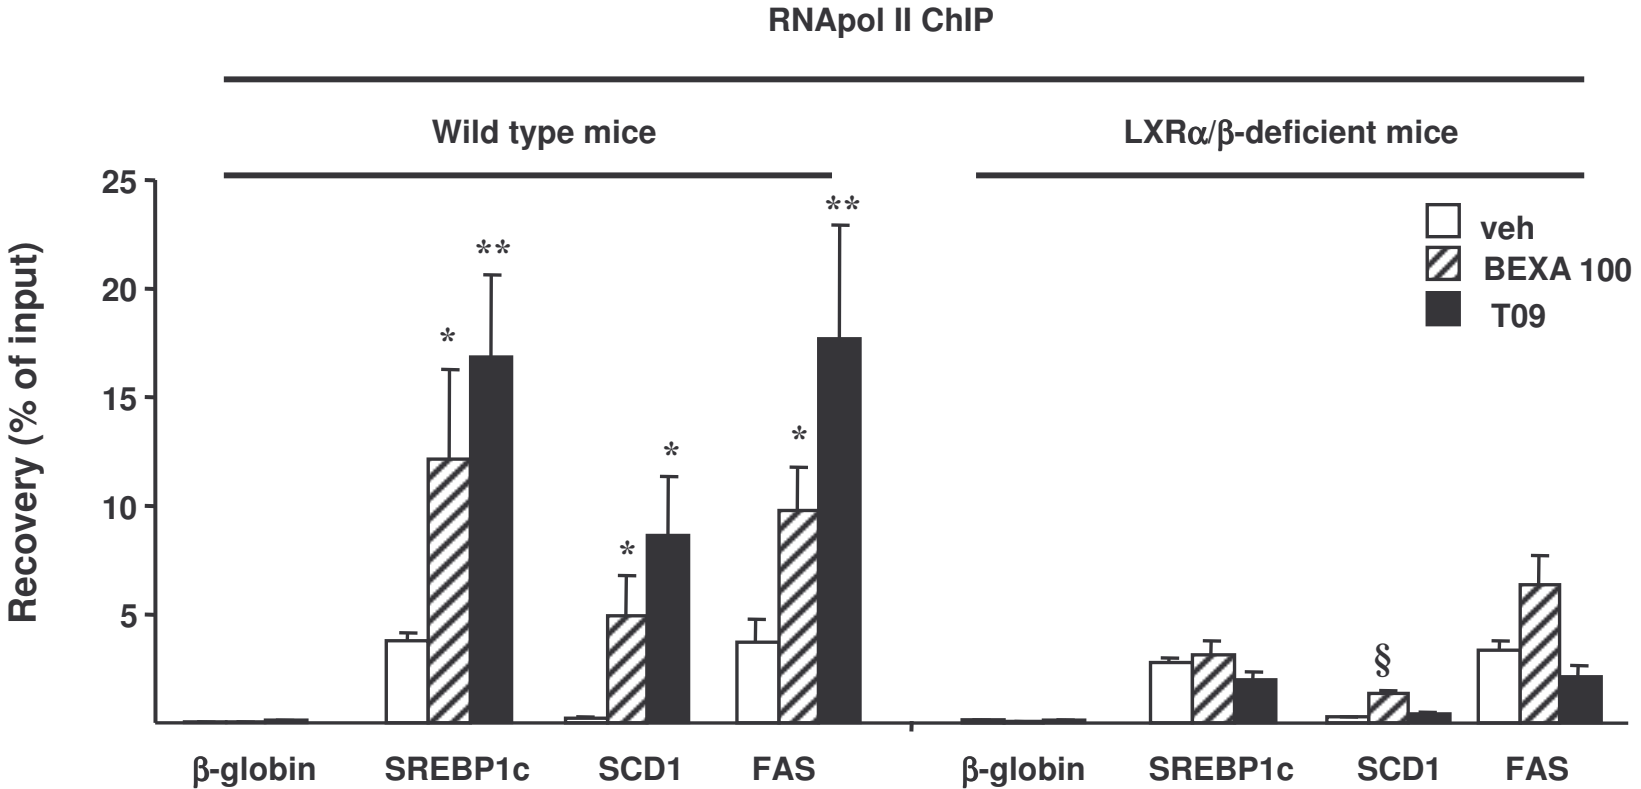 RNApol II ChIP
Wild type mice
LXRα/β-deficient mice
Recovery (% of input)
25
20
15
10
5
**
*
**
*
*
*
§
veh
BEXA 100
T09
β-globin SREBP1c SCD1 FAS β-globin SREBP1c SCD1 FAS